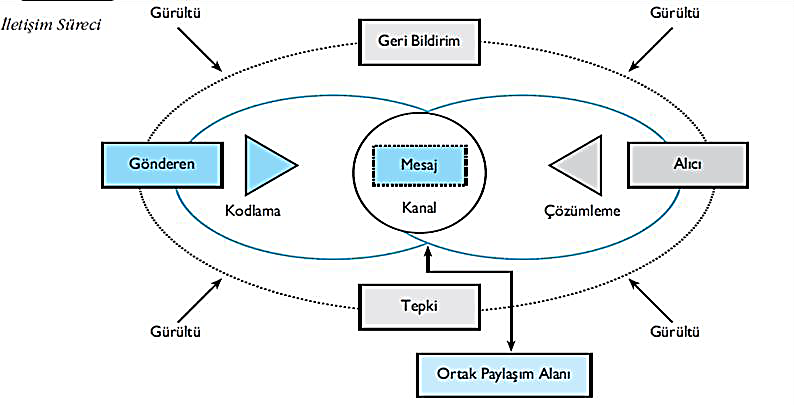 Gürültü
Gürültü
İletişim Süreci
Geri Bildirim
Gönderen
Mesaj
Alıcı
Kodlama
Kanal
Çözümleme
Tepki
Gürültü
Gürültü
Ortak Paylaşım Alanı